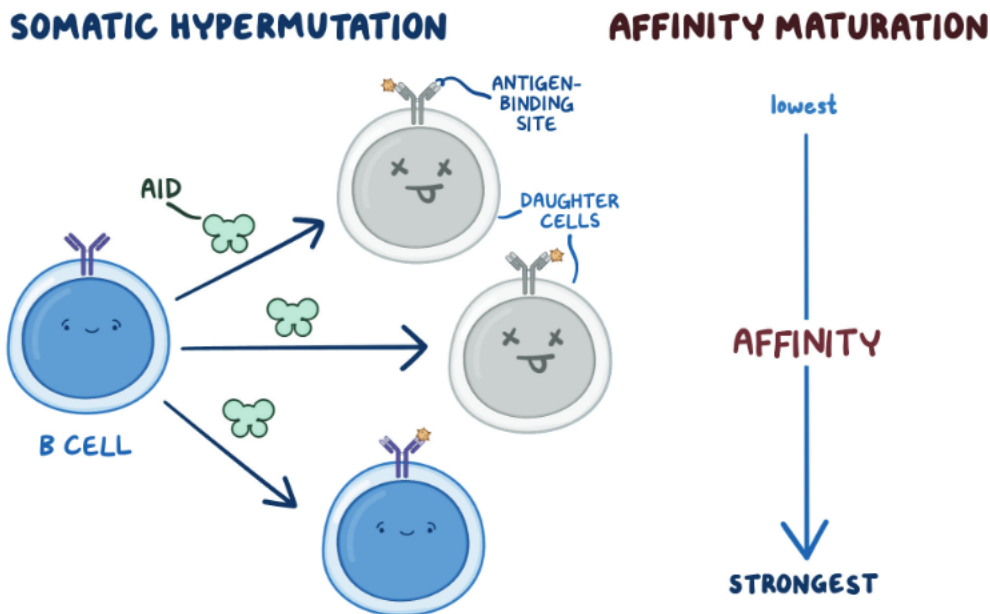 SOMATIC HYPERMUTATION
AFFINITY MATURATION
ANTIGEN-
BINDING
SITE
lowest
AID
DAUGHTER
CELLS
AFFINITY
B CELL
STRONGEST